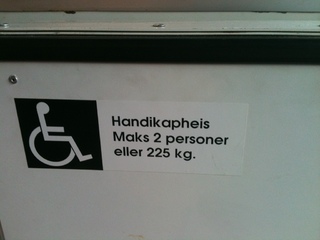 Handikapheis
Maks 2 personer
eller 225 kg.